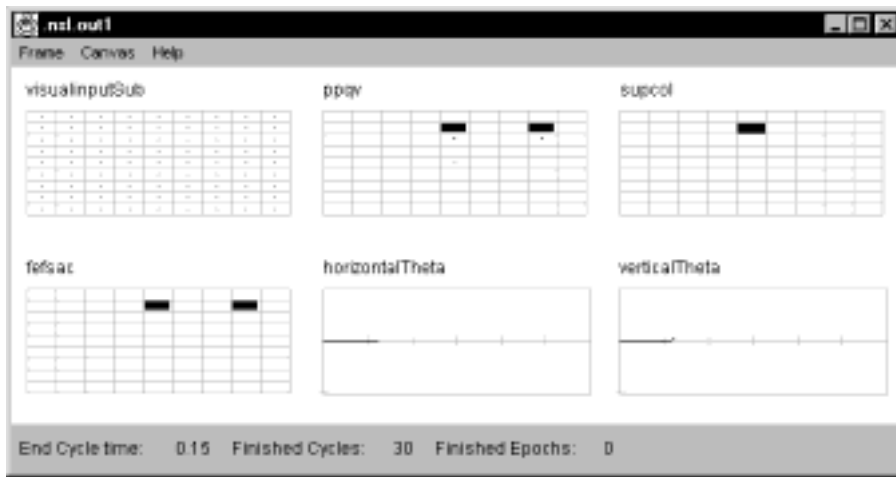 .nsl.out1
Frame Canvas Help
visualinputSub ppqv supcol
fefsac horizontalTheta verticalTheta
End Cycle time: 0.15 Finished Cycles: 30 Finished Epochs: 0